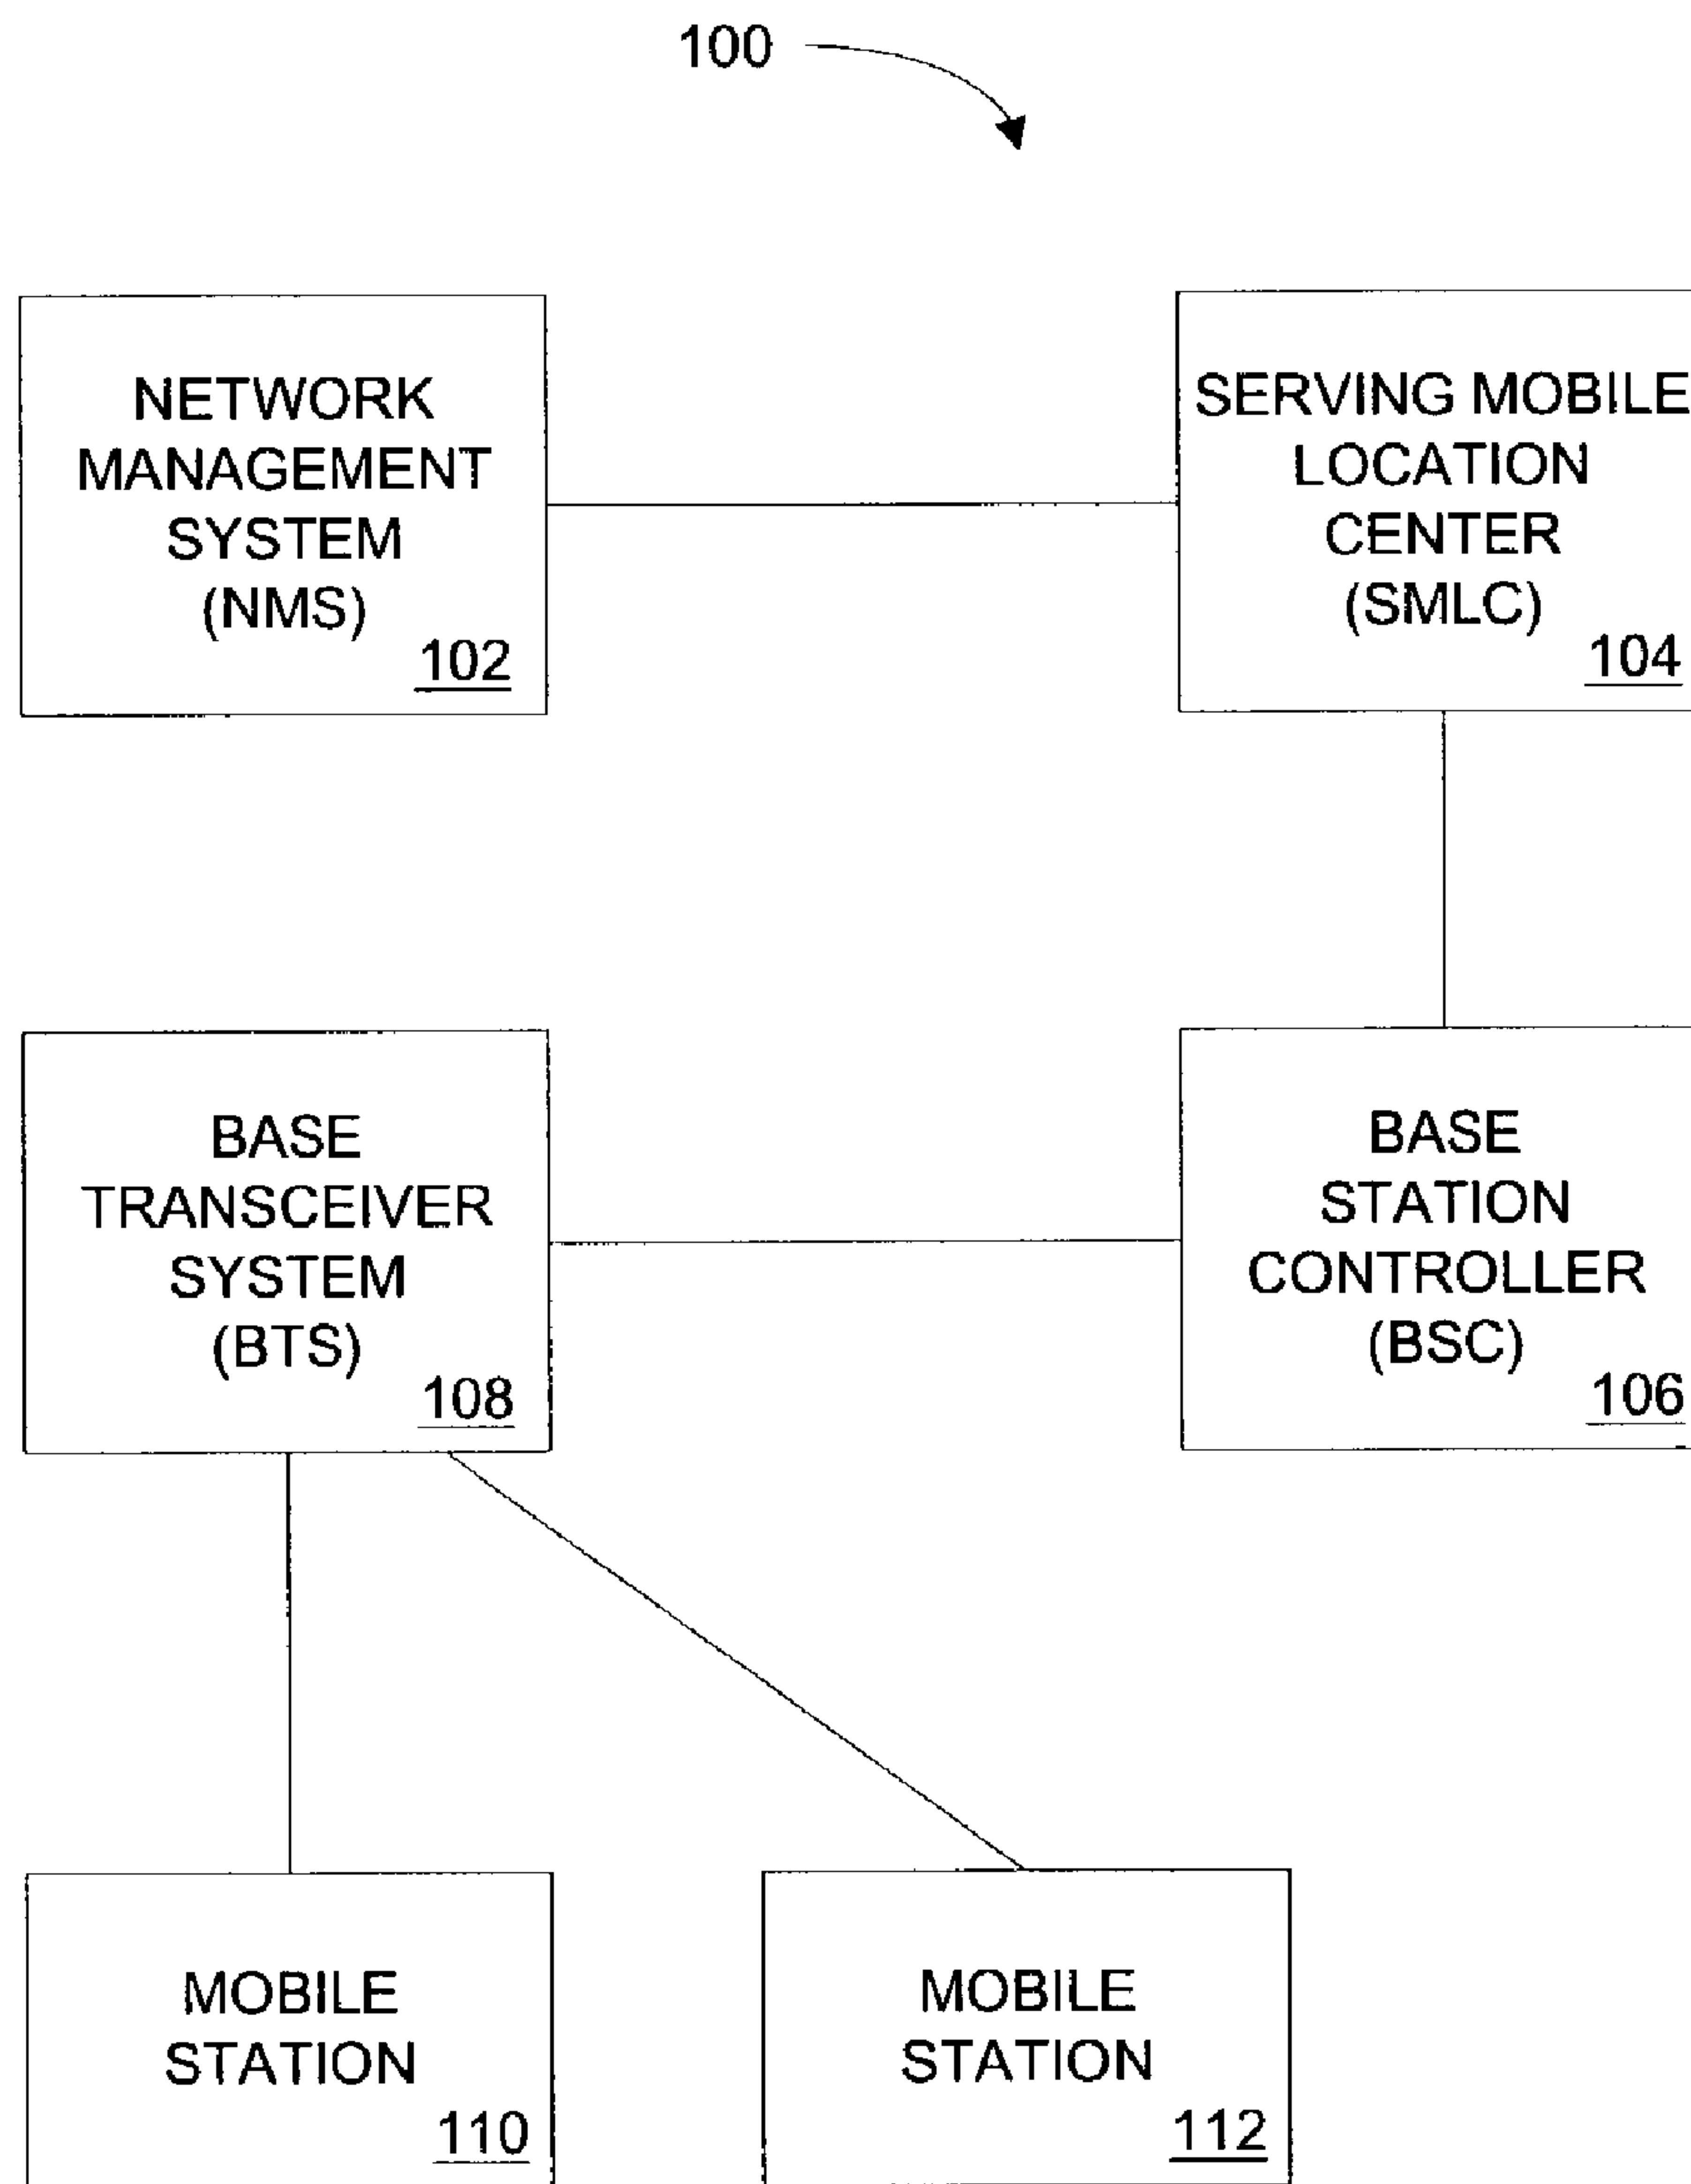 100
NETWORK
MANAGEMENT
SYSTEM
(NMS)
102
SERVING MOBILE
LOCATION
CENTER
(SMLC)
104
BASE
TRANSCEIVER
SYSTEM
(BTS)
108
BASE
STATION
CONTROLLER
(BSC)
106
MOBILE
STATION
110
MOBILE
STATION
112